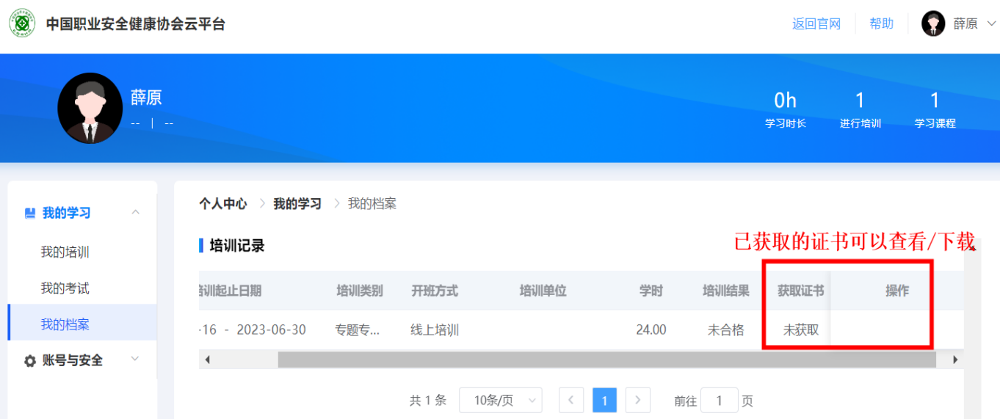 中国职业安全健康协会云平台
返回官网 帮助 薛原
薛原
-- | --
0h 1 1
学习时长 进行培训 学习课程
我的学习
我的培训
我的考试
我的档案
账号与安全
个人中心 > 我的学习 > 我的档案
培训记录
已获取的证书可以查看/下载
培训起止日期 培训类别 开班方式 培训单位 学时 培训结果 获取证书 操作
-16 - 2023-06-30 专题专... 线上培训 24.00 未合格 未获取
共 1 条 10条/页 < 1 > 前往 1 页